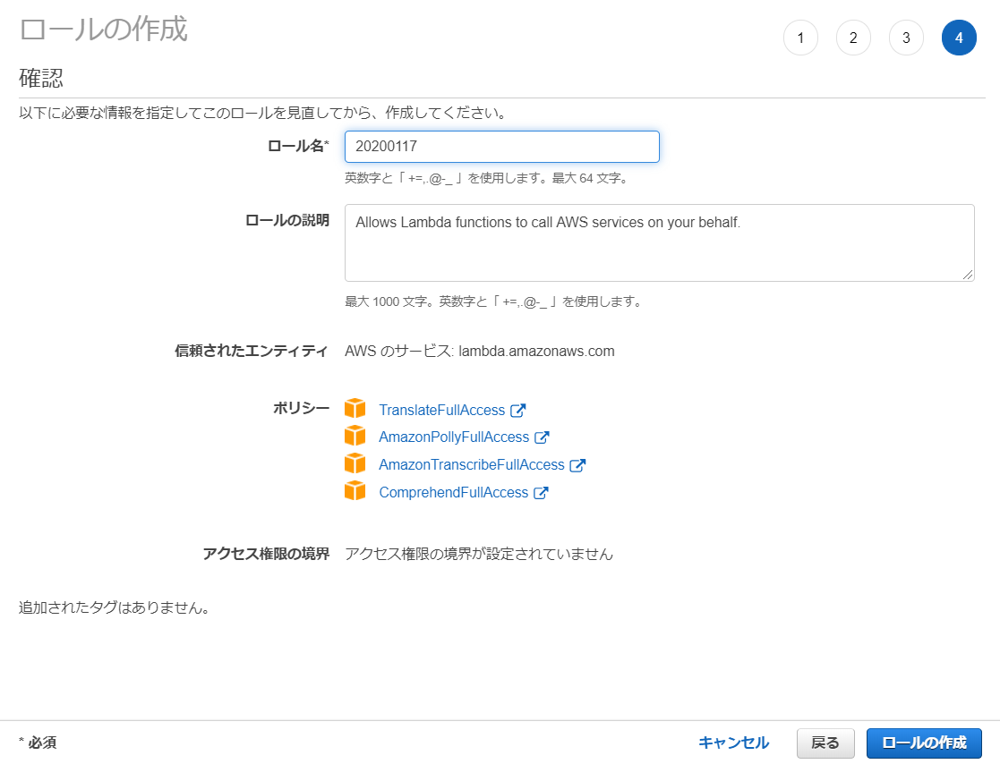 ロールの作成
1 2 3 4
確認
以下に必要な情報を指定してこのロールを見直してから、作成してください。
ロール名* 20200117
英数字と「 +=,.@-_ 」を使用します。最大 64 文字。
ロールの説明 Allows Lambda functions to call AWS services on your behalf.
最大 1000 文字。英数字と「 +=,.@-_ 」を使用します。
信頼されたエンティティ AWS のサービス: lambda.amazonaws.com
ポリシー TranslateFullAccess
AmazonPollyFullAccess
AmazonTranscribeFullAccess
ComprehendFullAccess
アクセス権限の境界 アクセス権限の境界が設定されていません
追加されたタグはありません。
* 必須 キャンセル 戻る ロールの作成